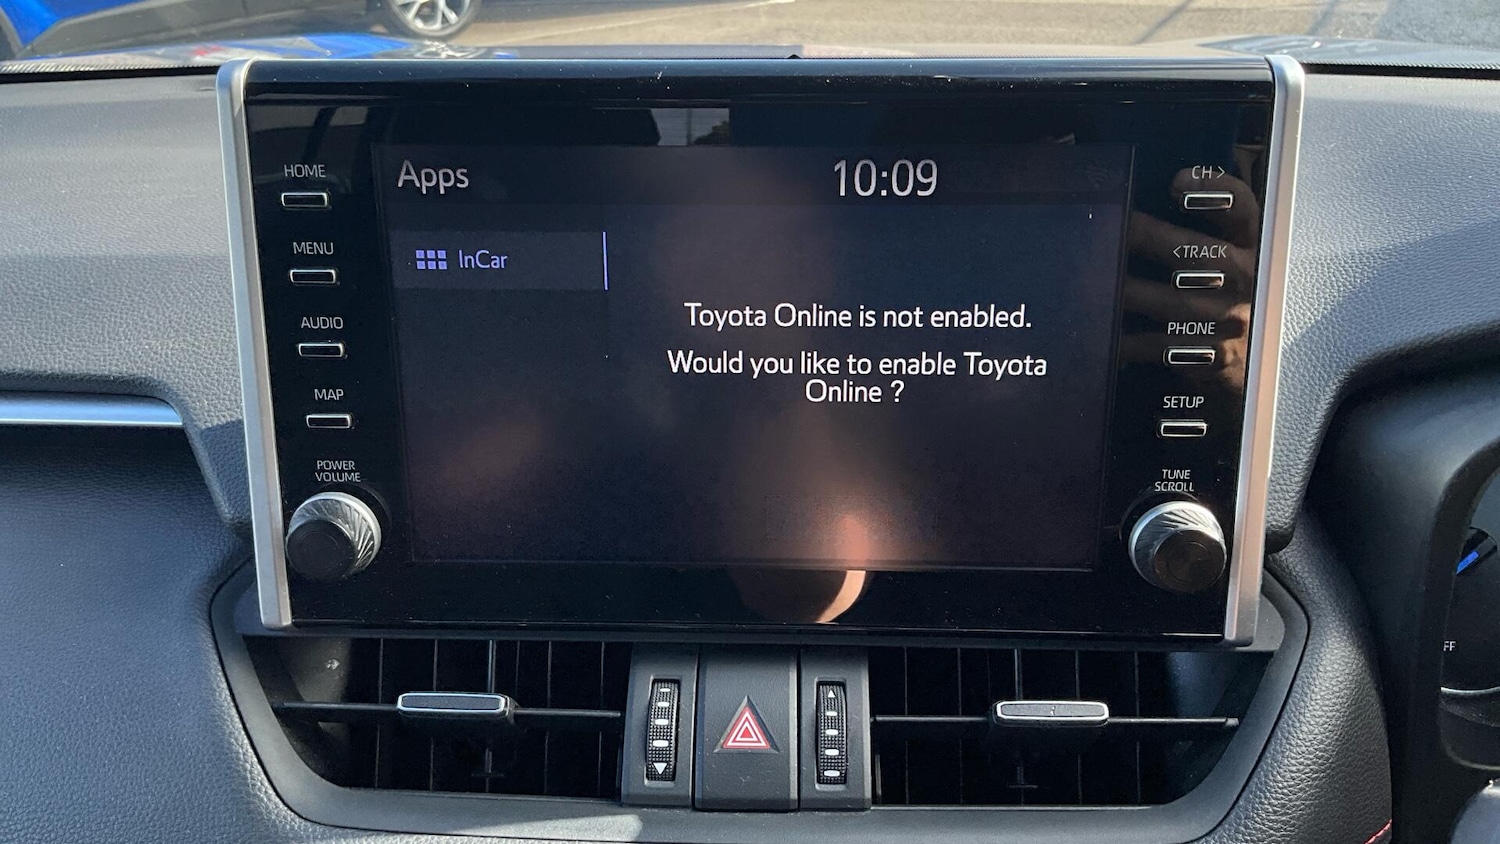 Apps
10:09
InCar
Toyota Online is not enabled.
Would you like to enable Toyota
Online ?
HOME
MENU
AUDIO
MAP
POWER
VOLUME
CH >
< TRACK
PHONE
SETUP
TUNE
SCROLL
FF